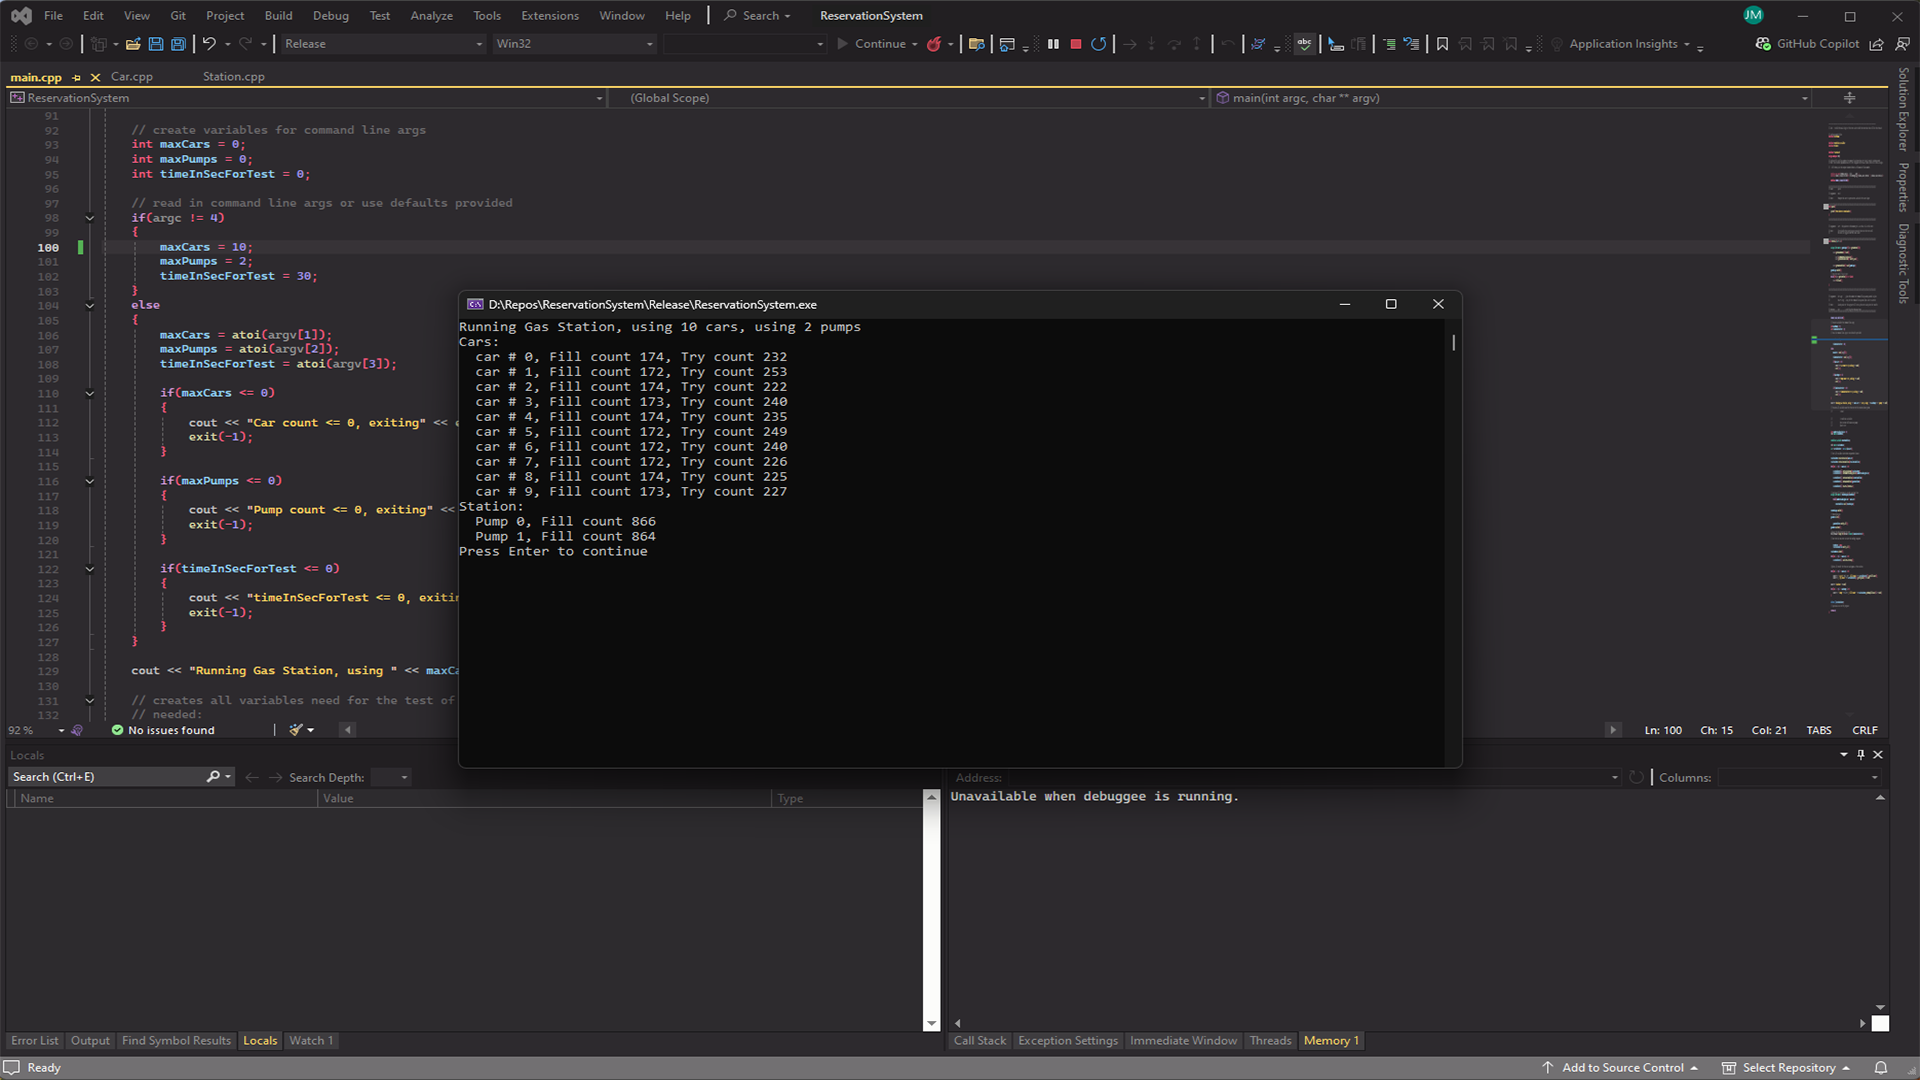 File Edit View Git Project Build Debug Test Analyze Tools Extensions Window Help Search ReservationSystem JM
Release Win32 Continue abc Application Insights GitHub Copilot
main.cpp Car.cpp Station.cpp
ReservationSystem (Global Scope) main(int argc, char ** argv)
91
92 // create variables for command line args
93 int maxCars = 0;
94 int maxPumps = 0;
95 int timeInSecForTest = 0;
96
97 // read in command line args or use defaults provided
98 if(argc != 4)
99 {
100 maxCars = 10;
101 maxPumps = 2;
102 timeInSecForTest = 30;
103 }
104 else
105 {
106 maxCars = atoi(argv[1]);
107 maxPumps = atoi(argv[2]);
108 timeInSecForTest = atoi(argv[3]);
109
110 if(maxCars <= 0)
111 {
112 cout << "Car count <= 0, exiting" << e
113 exit(-1);
114 }
115
116 if(maxPumps <= 0)
117 {
118 cout << "Pump count <= 0, exiting" <<
119 exit(-1);
120 }
121
122 if(timeInSecForTest <= 0)
123 {
124 cout << "timeInSecForTest <= 0, exitin
125 exit(-1);
126 }
127 }
128
129 cout << "Running Gas Station, using " << maxCa
130
131 // creates all variables need for the test of
132 // needed:
D:\Repos\ReservationSystem\Release\ReservationSystem.exe
Running Gas Station, using 10 cars, using 2 pumps
Cars:
car # 0, Fill count 174, Try count 232
car # 1, Fill count 172, Try count 253
car # 2, Fill count 174, Try count 222
car # 3, Fill count 173, Try count 240
car # 4, Fill count 174, Try count 235
car # 5, Fill count 172, Try count 249
car # 6, Fill count 172, Try count 240
car # 7, Fill count 172, Try count 226
car # 8, Fill count 174, Try count 225
car # 9, Fill count 173, Try count 227
Station:
Pump 0, Fill count 866
Pump 1, Fill count 864
Press Enter to continue
Solution Explorer
Properties
Diagnostic Tools
92 % No issues found Ln: 100 Ch: 15 Col: 21 TABS CRLF
Locals
Search (Ctrl+E) Search Depth:
Name Value Type
Address: Columns:
Unavailable when debuggee is running.
Error List Output Find Symbol Results Locals Watch 1
Call Stack Exception Settings Immediate Window Threads Memory 1
Ready Add to Source Control Select Repository